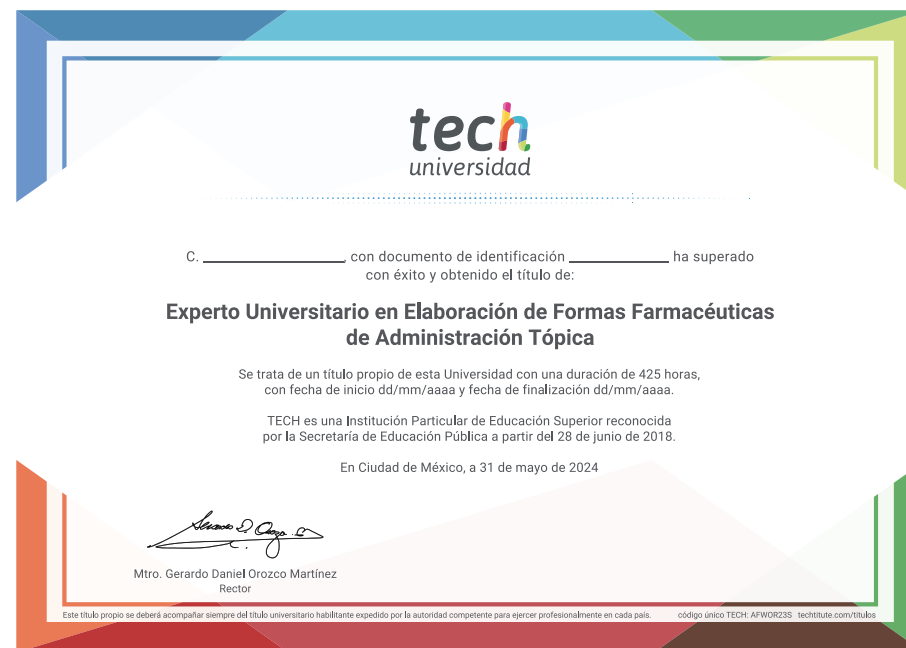 tech
universidad
C. ____________, con documento de identificación ____________ ha superado
con éxito y obtenido el título de:
Experto Universitario en Elaboración de Formas Farmacéuticas
de Administración Tópica
Se trata de un título propio de esta Universidad con una duración de 425 horas,
con fecha de inicio dd/mm/aaaa y fecha de finalización dd/mm/aaaa.
TECH es una Institución Particular de Educación Superior reconocida
por la Secretaría de Educación Pública a partir del 28 de junio de 2018.
En Ciudad de México, a 31 de mayo de 2024
Mtro. Gerardo Daniel Orozco Martínez
Rector
Este título propio se deberá acompañar siempre del título universitario habilitante expedido por la autoridad competente para ejercer profesionalmente en cada país. código único TECH: AFWOR23S techtitute.com/titulos